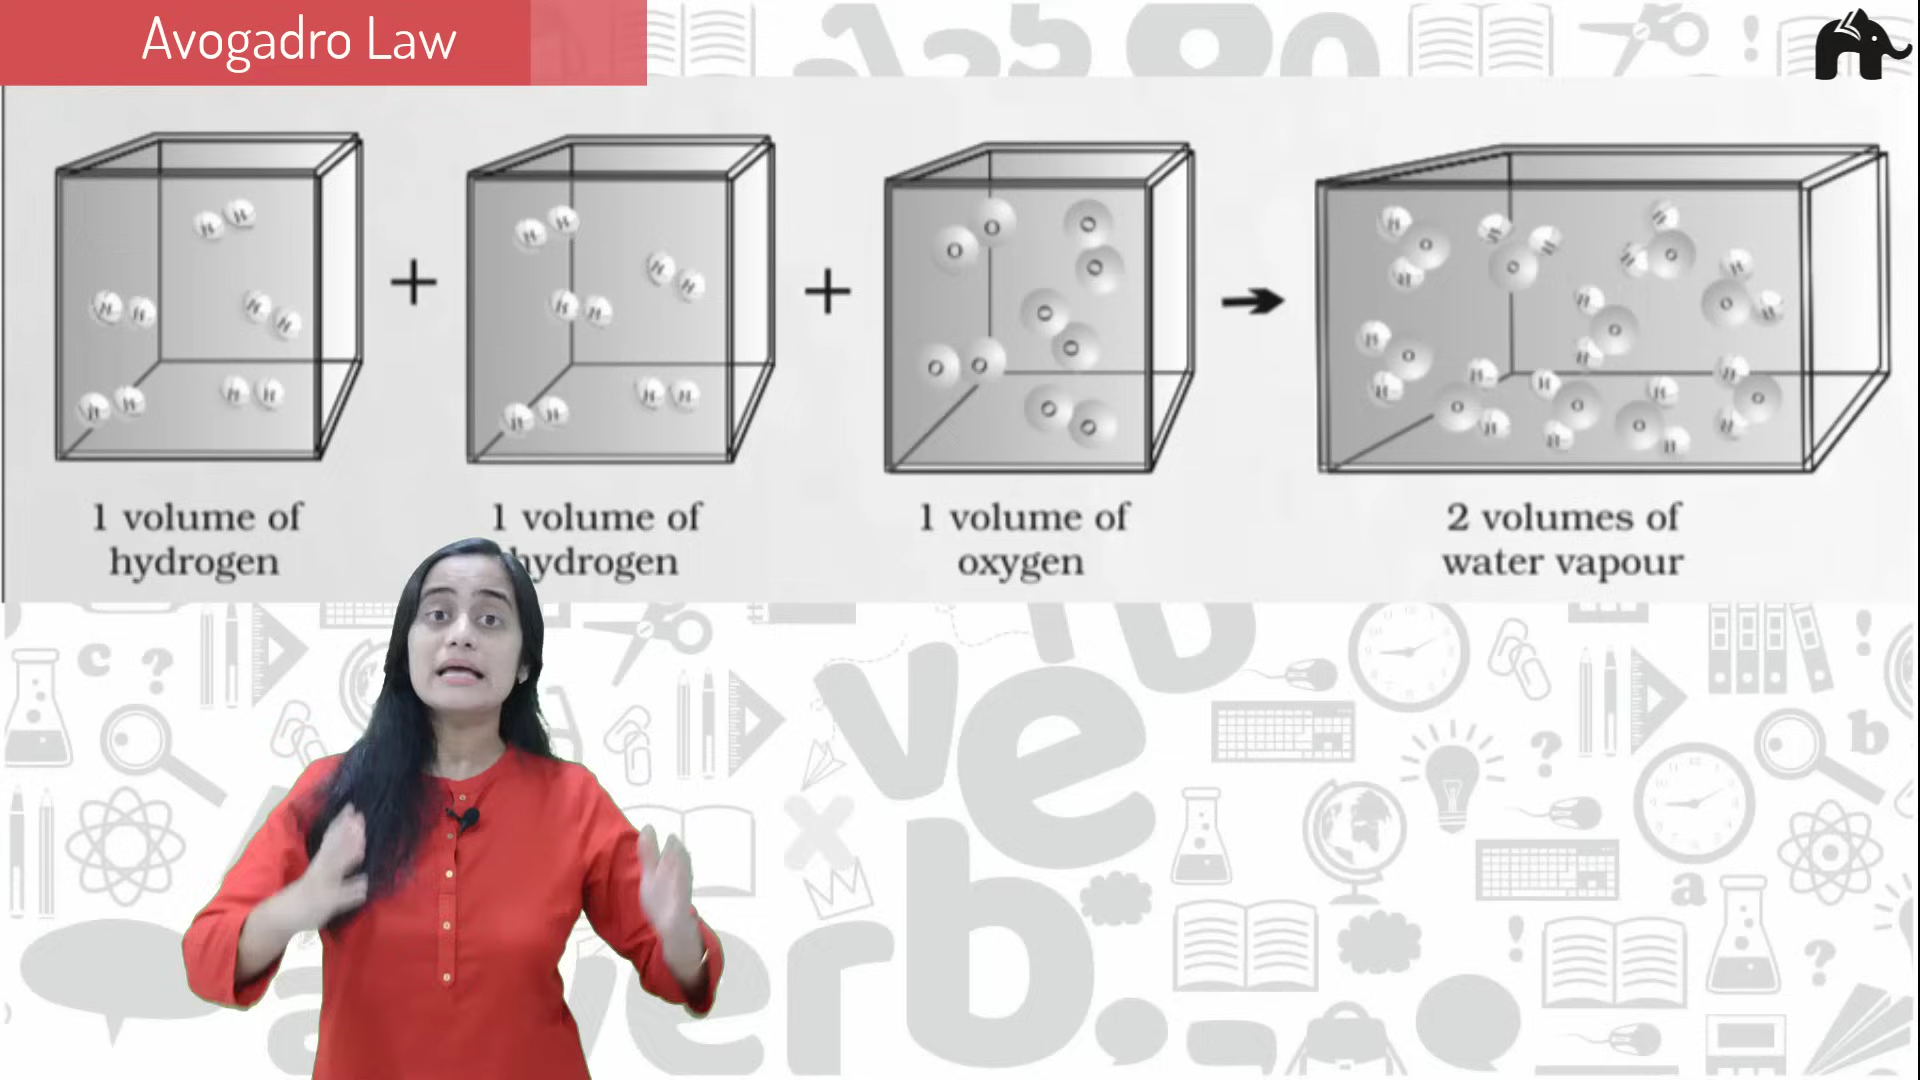 Avogadro Law
1 volume of
hydrogen
1 volume of
hydrogen
1 volume of
oxygen
2 volumes of
water vapour